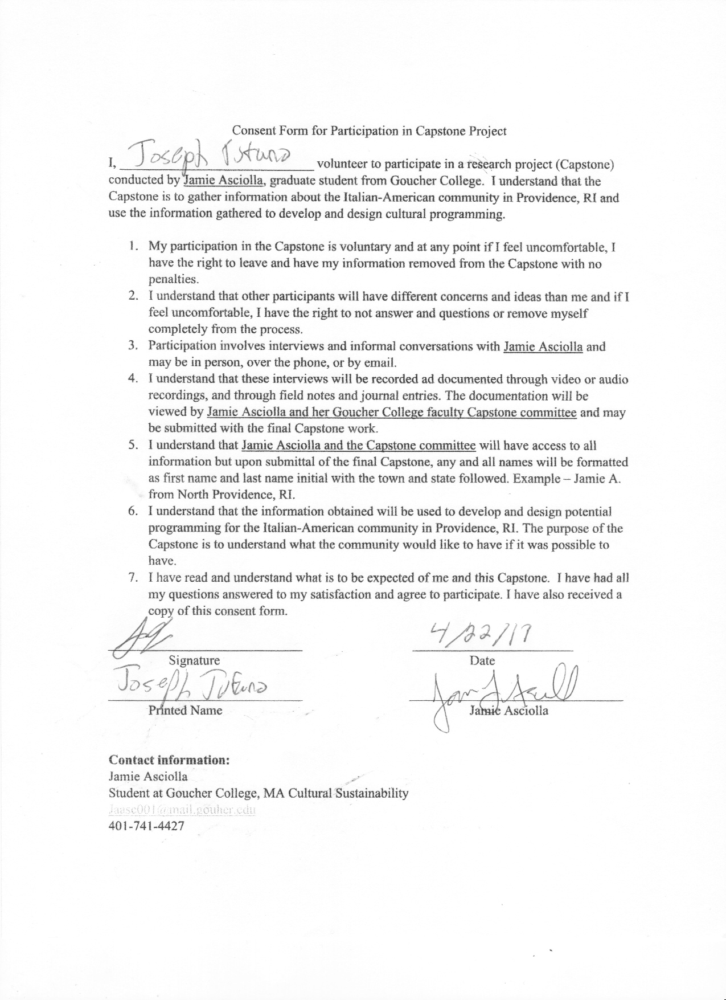 Consent Form for Participation in Capstone Project
I, Joseph volunteer to participate in a research project (Capstone)
conducted by Jamie Asciolla, graduate student from Goucher College. I understand that the
Capstone is to gather information about the Italian-American community in Providence, RI and
use the information gathered to develop and design cultural programming.
1. My participation in the Capstone is voluntary and at any point if I feel uncomfortable, I
have the right to leave and have my information removed from the Capstone with no
penalties.
2. I understand that other participants will have different concerns and ideas than me and if I
feel uncomfortable, I have the right to not answer and questions or remove myself
completely from the process.
3. Participation involves interviews and informal conversations with Jamie Asciolla and
may be in person, over the phone, or by email.
4. I understand that these interviews will be recorded ad documented through video or audio
recordings, and through field notes and journal entries. The documentation will be
viewed by Jamie Asciolla and her Goucher College faculty Capstone committee and may
be submitted with the final Capstone work.
5. I understand that Jamie Asciolla and the Capstone committee will have access to all
information but upon submittal of the final Capstone, any and all names will be formatted
as first name and last name initial with the town and state followed. Example – Jamie A.
from North Providence, RI.
6. I understand that the information obtained will be used to develop and design potential
programming for the Italian-American community in Providence, RI. The purpose of the
Capstone is to understand what the community would like to have if it was possible to
have.
7. I have read and understand what is to be expected of me and this Capstone. I have had all
my questions answered to my satisfaction and agree to participate. I have also received a
copy of this consent form.
4/22/19
Signature Date
Joseph
Printed Name Jamie Asciolla
Contact information:
Jamie Asciolla
Student at Goucher College, MA Cultural Sustainability
Jaasc001@mail.gouher.edu
401-741-4427